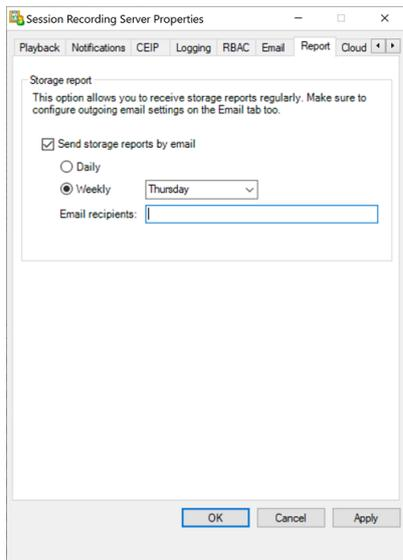 Session Recording Server Properties
Playback Notifications CEIP Logging RBAC Email Report Cloud
Storage report
This option allows you to receive storage reports regularly. Make sure to
configure outgoing email settings on the Email tab too.
Send storage reports by email
Daily
Weekly Thursday
Email recipients:
OK Cancel Apply